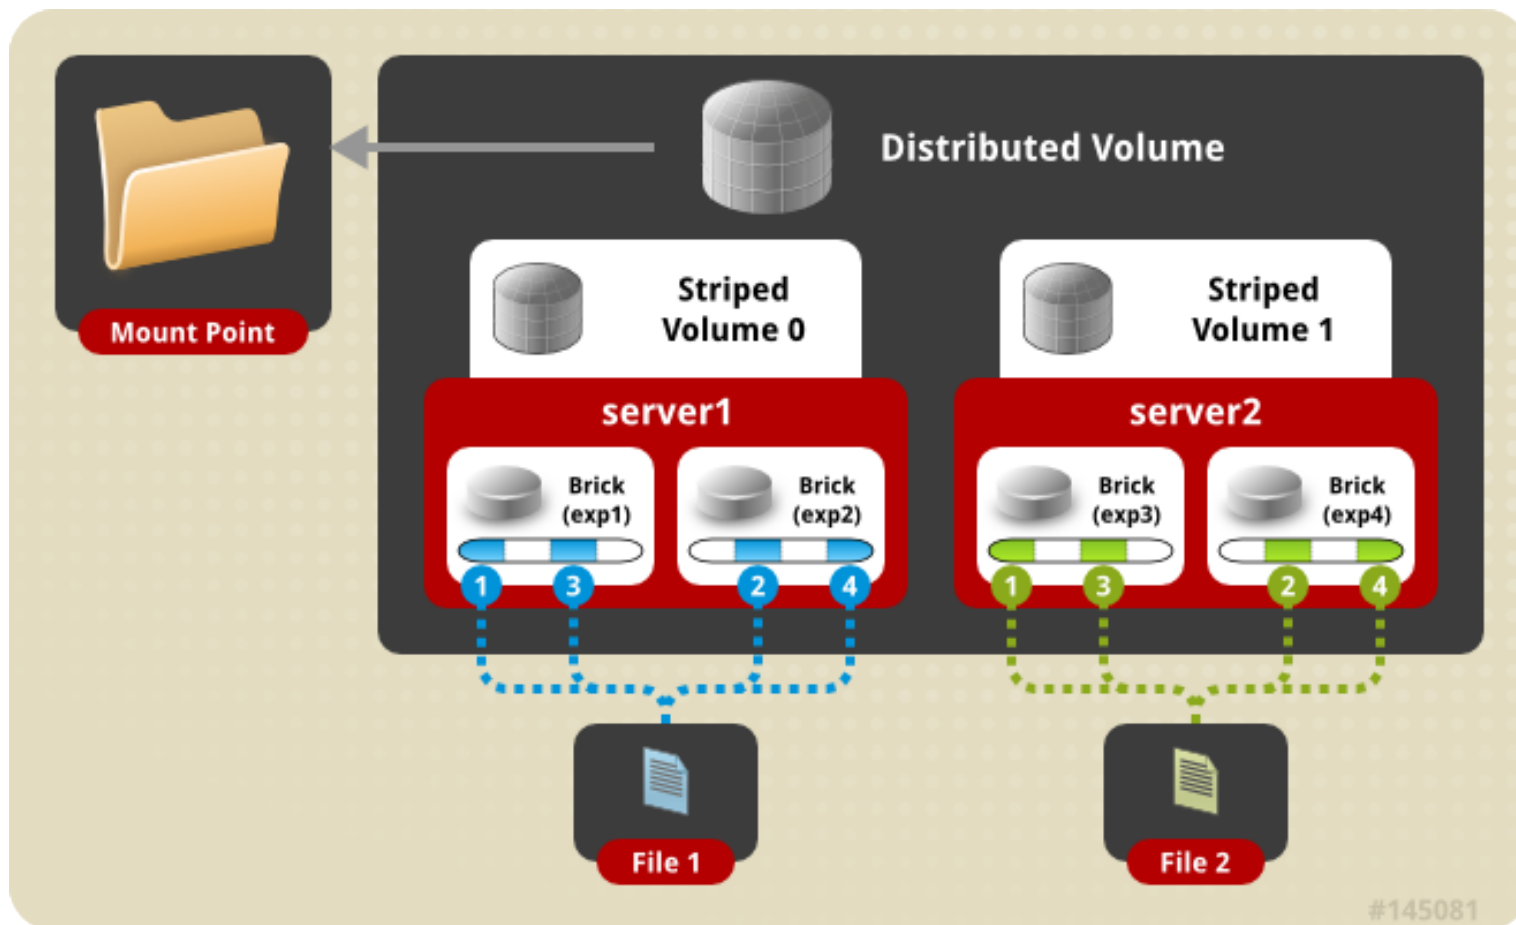 Distributed Volume
Mount Point
Striped
Volume 0
Striped
Volume 1
server1
server2
Brick
(exp1)
Brick
(exp2)
Brick
(exp3)
Brick
(exp4)
1
3
2
4
1
3
2
4
File 1
File 2
#145081